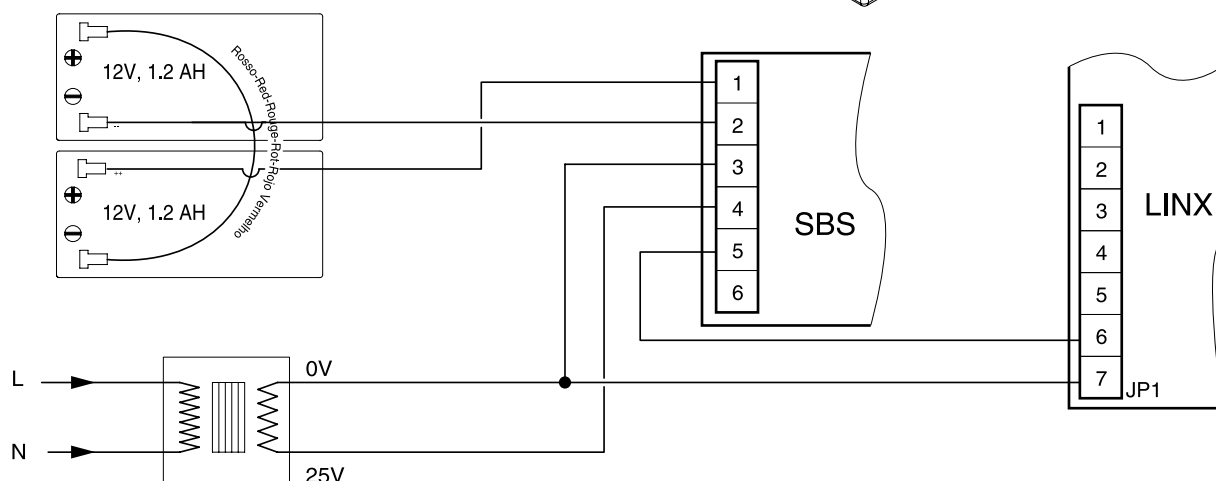 12V, 1.2 AH
--
++
12V, 1.2 AH
Rosso-Red-Rouge-Rot-Rojo Vermelho
1
2
3
4
5
6
SBS
1
2
3
4
5
6
7
LINX
JP1
L
N
0V
25V